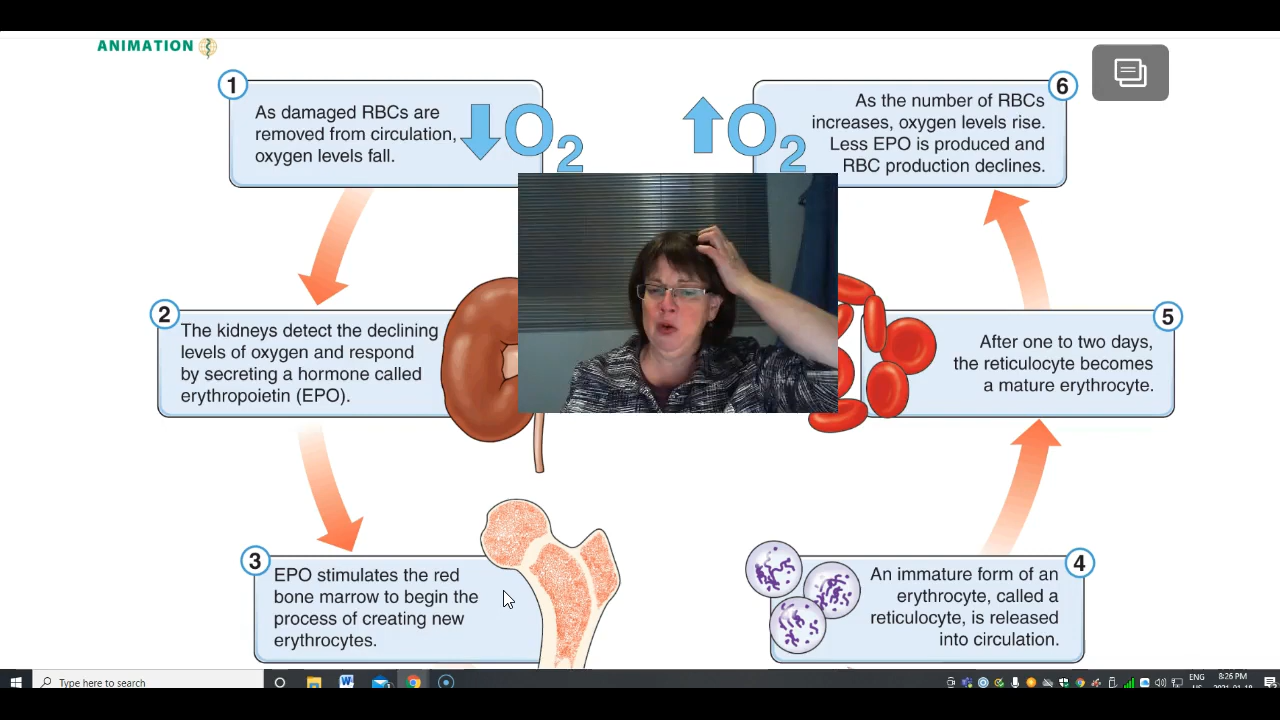 ANIMATION
1
As damaged RBCs are
removed from circulation,
oxygen levels fall.
O2
2
The kidneys detect the declining
levels of oxygen and respond
by secreting a hormone called
erythropoietin (EPO).
3
EPO stimulates the red
bone marrow to begin the
process of creating new
erythrocytes.
4
An immature form of an
erythrocyte, called a
reticulocyte, is released
into circulation.
5
After one to two days,
the reticulocyte becomes
a mature erythrocyte.
6
As the number of RBCs
increases, oxygen levels rise.
Less EPO is produced and
RBC production declines.
O2
Type here to search
ENG
US
8:26 PM
2021-01-18